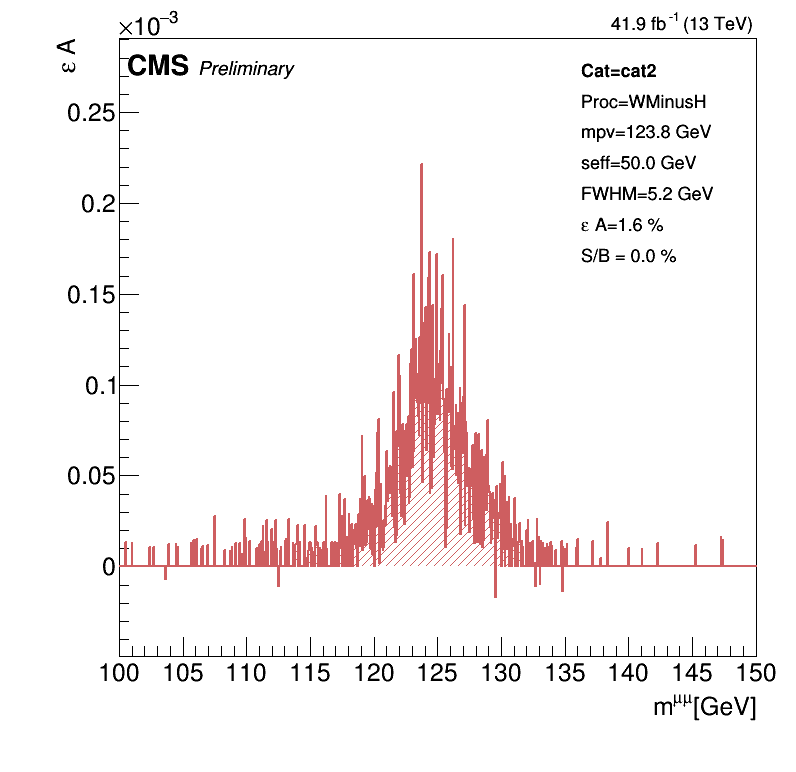 ×10⁻³
41.9 fb⁻¹ (13 TeV)
ε A
CMS Preliminary
Cat=cat2
Proc=WMinusH
mpv=123.8 GeV
seff=50.0 GeV
FWHM=5.2 GeV
ε A=1.6 %
S/B = 0.0 %
0.25
0.2
0.15
0.1
0.05
0
100 105 110 115 120 125 130 135 140 145 150
m^μμ[GeV]